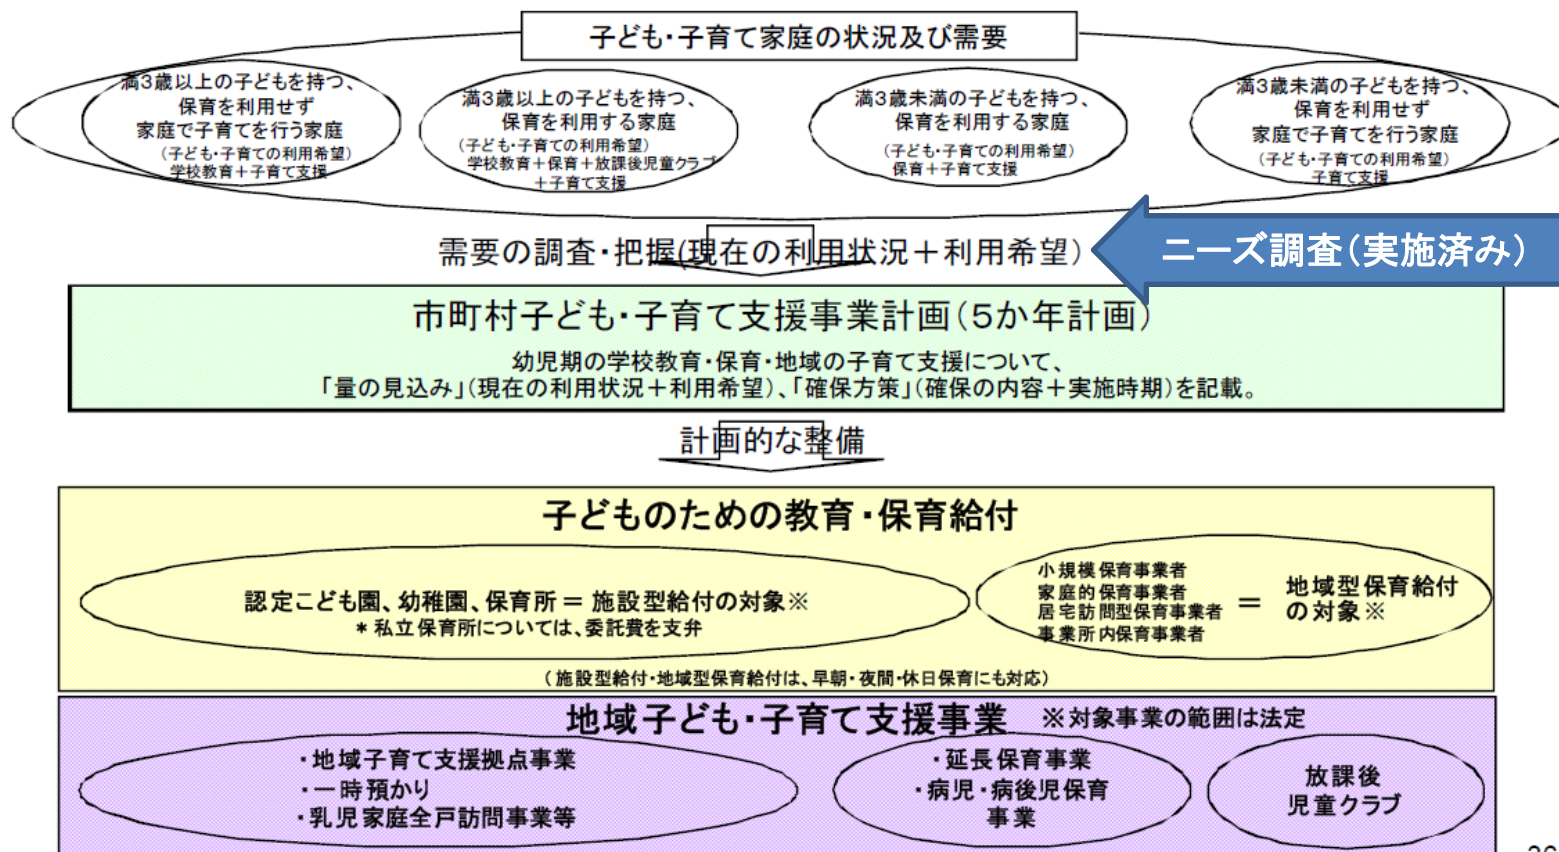 子ども・子育て家庭の状況及び需要
満3歳以上の子どもを持つ、
保育を利用せず
家庭で子育てを行う家庭
(子ども・子育ての利用希望)
学校教育+子育て支援
満3歳以上の子どもを持つ、
保育を利用する家庭
(子ども・子育ての利用希望)
学校教育+保育+放課後児童クラブ
+子育て支援
満3歳未満の子どもを持つ、
保育を利用する家庭
(子ども・子育ての利用希望)
保育+子育て支援
満3歳未満の子どもを持つ、
保育を利用せず
家庭で子育てを行う家庭
(子ども・子育ての利用希望)
子育て支援
需要の調査・把握(現在の利用状況+利用希望)
ニーズ調査(実施済み)
市町村子ども・子育て支援事業計画(5か年計画)
幼児期の学校教育・保育・地域の子育て支援について、
「量の見込み」(現在の利用状況+利用希望)、「確保方策」(確保の内容+実施時期)を記載。
計画的な整備
子どものための教育・保育給付
認定こども園、幼稚園、保育所 = 施設型給付の対象※
*私立保育所については、委託費を支弁
小規模保育事業者
家庭的保育事業者
居宅訪問型保育事業者
事業所内保育事業者
= 地域型保育給付
の対象※
(施設型給付・地域型保育給付は、早朝・夜間・休日保育にも対応)
地域子ども・子育て支援事業 ※対象事業の範囲は法定
・地域子育て支援拠点事業
・一時預かり
・乳児家庭全戸訪問事業等
・延長保育事業
・病児・病後児保育
事業
放課後
児童クラブ